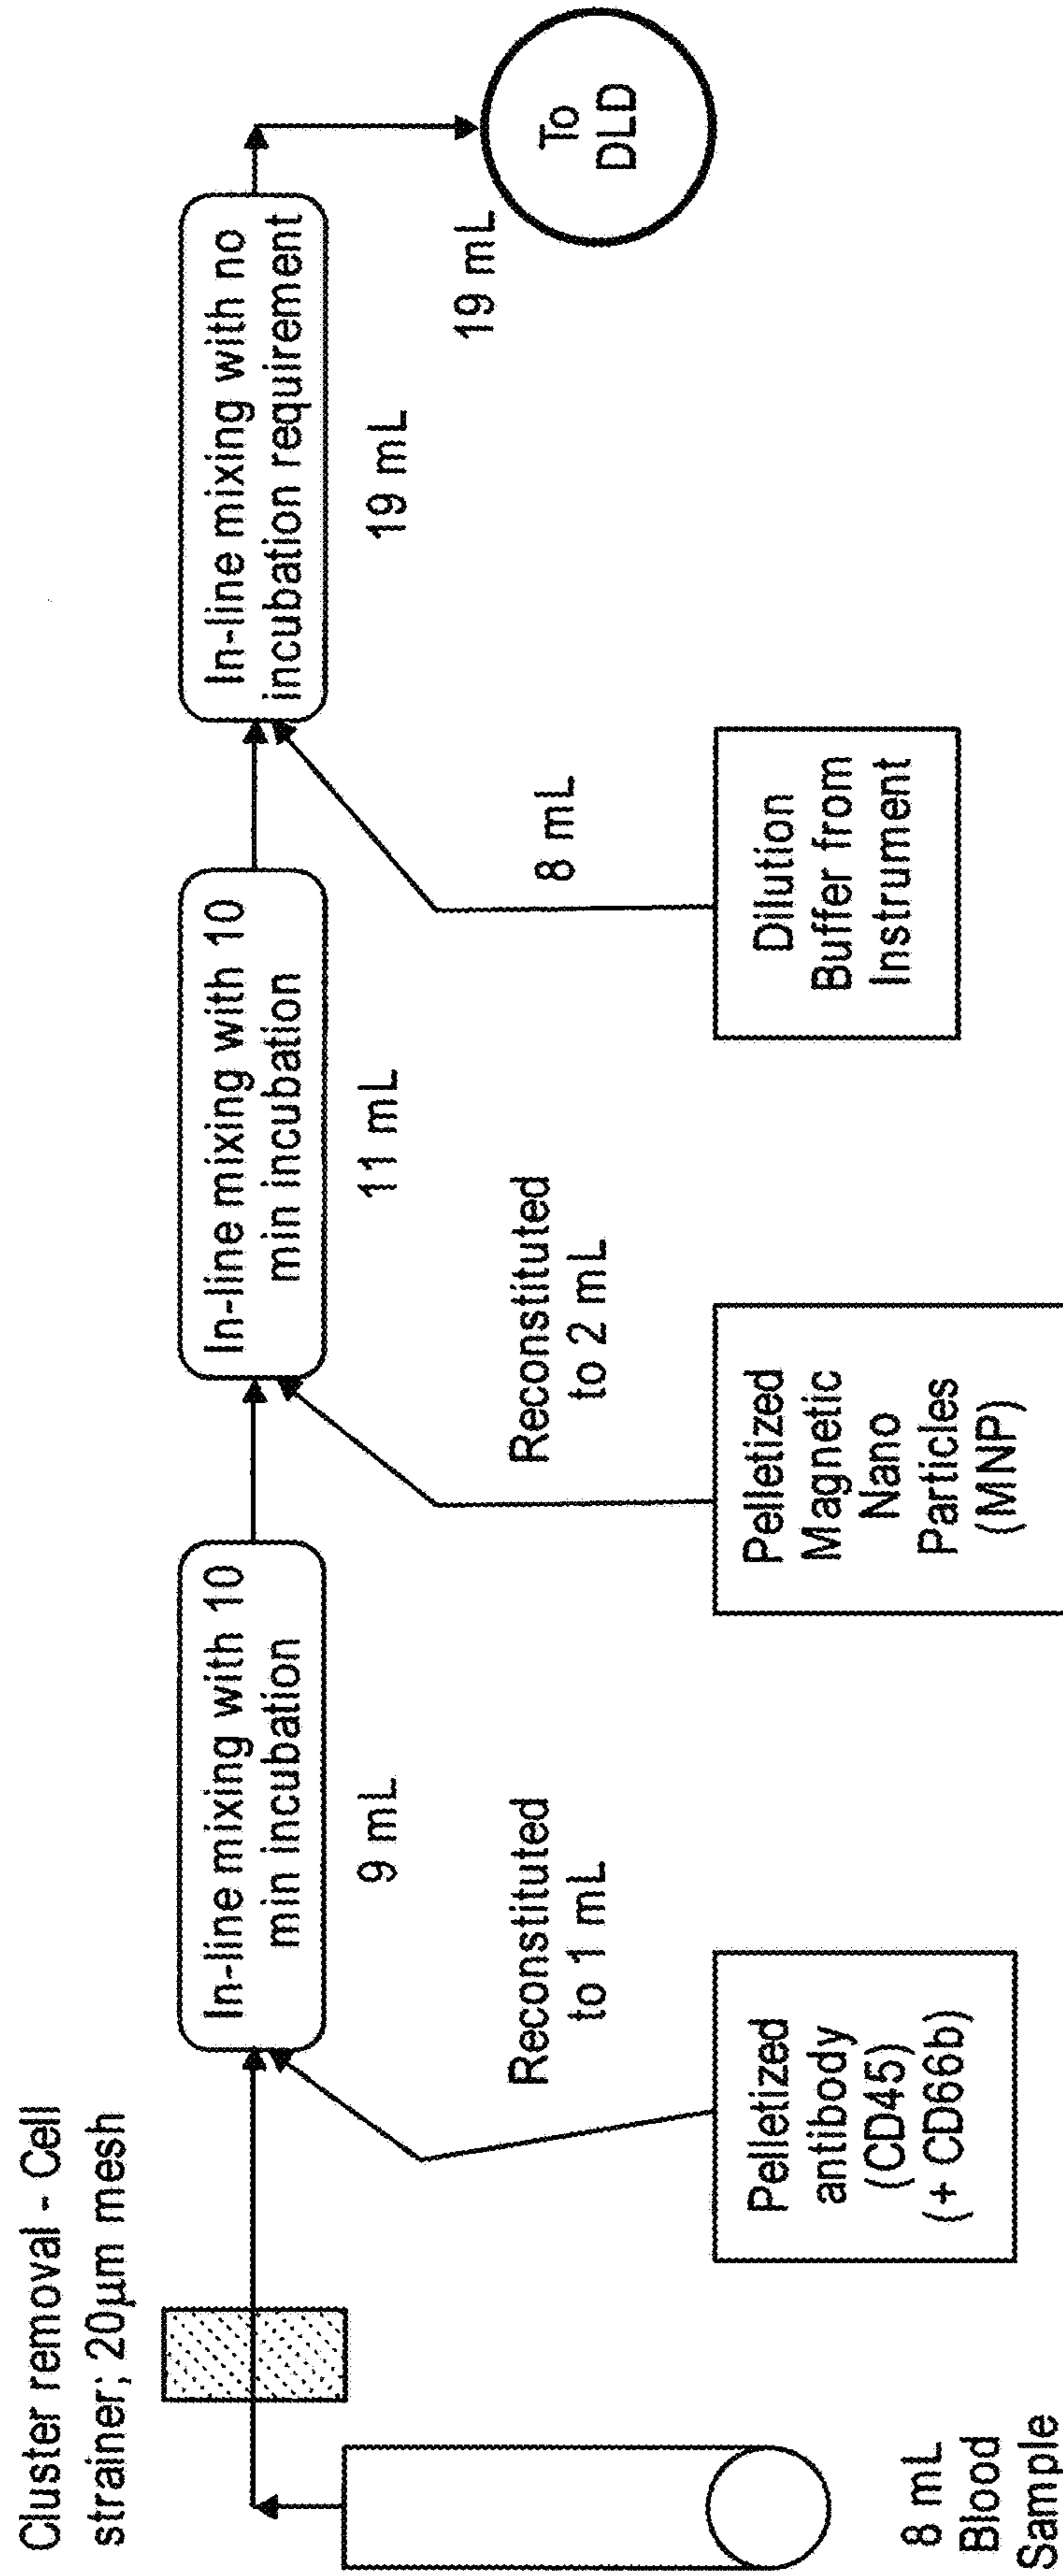 Cluster removal - Cell
strainer; 20µm mesh
8 mL
Blood
Sample
Pelletized
antibody
(CD45)
(+ CD66b)
Reconstituted
to 1 mL
In-line mixing with 10
min incubation
9 mL
Pelletized
Magnetic
Nano
Particles
(MNP)
Reconstituted
to 2 mL
In-line mixing with 10
min incubation
11 mL
Dilution
Buffer from
Instrument
8 mL
In-line mixing with no
incubation requirement
19 mL
19 mL
To
DLD